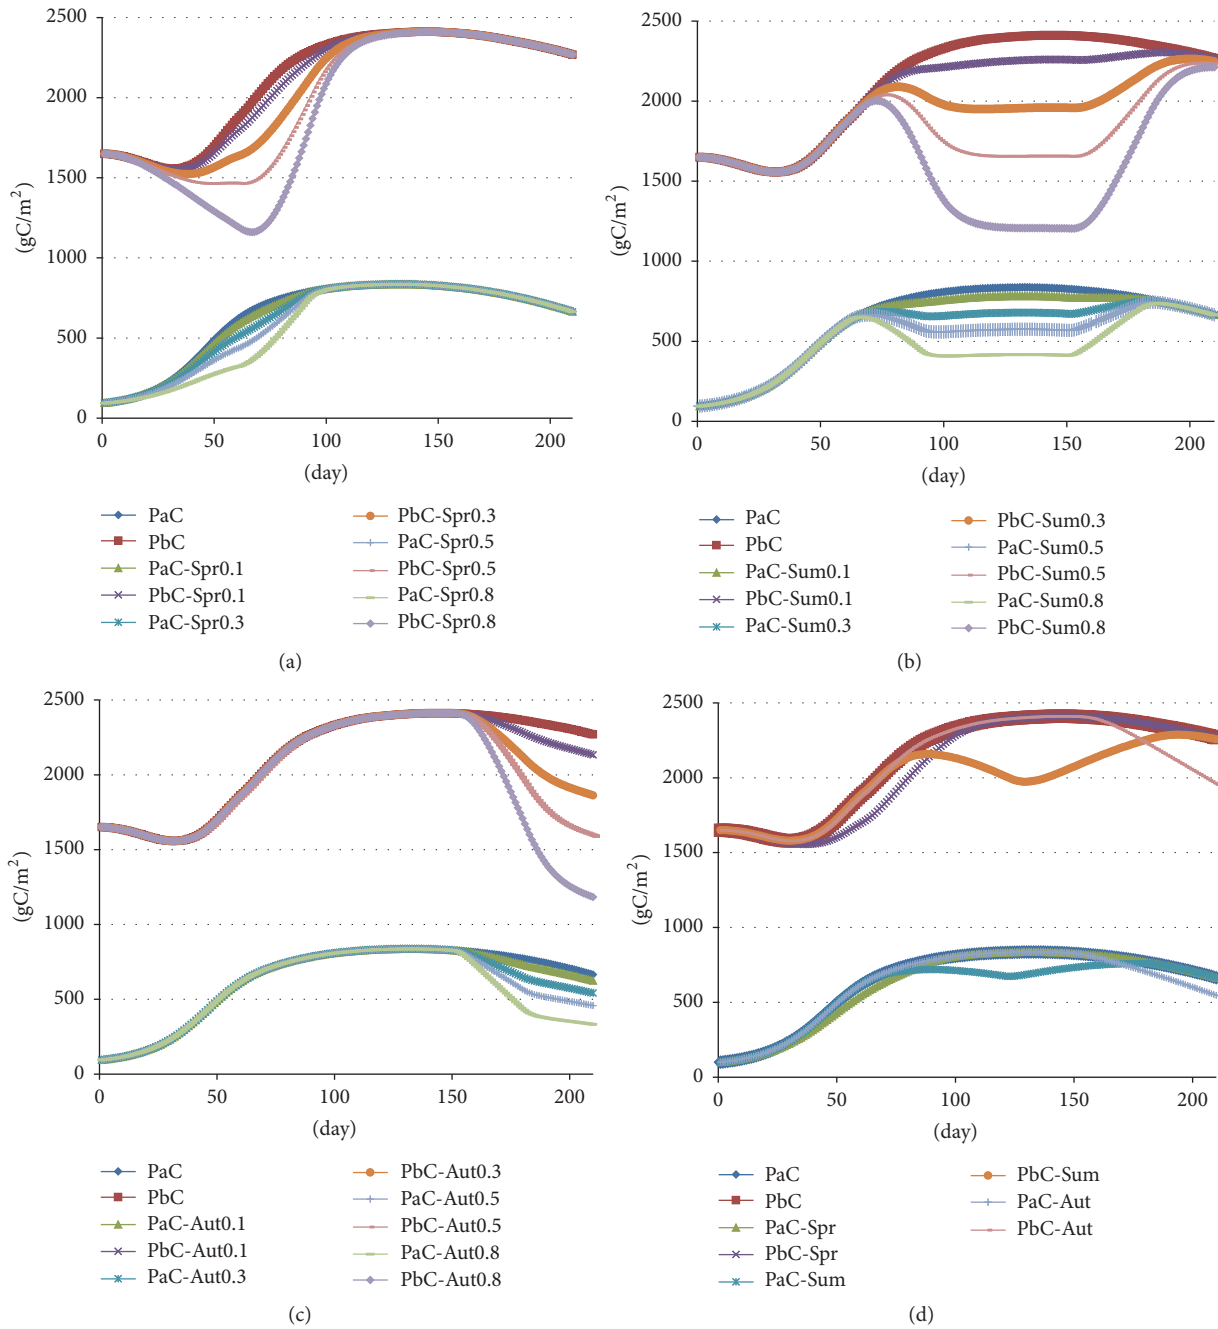 2500
2000
1500
1000
500
0
(gC/m²)
0
50
100
150
200
(day)
PaC
PbC
PaC-Spr0.1
PbC-Spr0.1
PaC-Spr0.3
PbC-Spr0.3
PaC-Spr0.5
PbC-Spr0.5
PaC-Spr0.8
PbC-Spr0.8
(a)
2500
2000
1500
1000
500
0
(gC/m²)
0
50
100
150
200
(day)
PaC
PbC
PaC-Sum0.1
PbC-Sum0.1
PaC-Sum0.3
PbC-Sum0.3
PaC-Sum0.5
PbC-Sum0.5
PaC-Sum0.8
PbC-Sum0.8
(b)
2500
2000
1500
1000
500
0
(gC/m²)
0
50
100
150
200
(day)
PaC
PbC
PaC-Aut0.1
PbC-Aut0.1
PaC-Aut0.3
PbC-Aut0.3
PaC-Aut0.5
PbC-Aut0.5
PaC-Aut0.8
PbC-Aut0.8
(c)
2500
2000
1500
1000
500
0
(gC/m²)
0
50
100
150
200
(day)
PaC
PbC
PaC-Spr
PbC-Spr
PaC-Sum
PbC-Sum
PaC-Aut
PbC-Aut
(d)